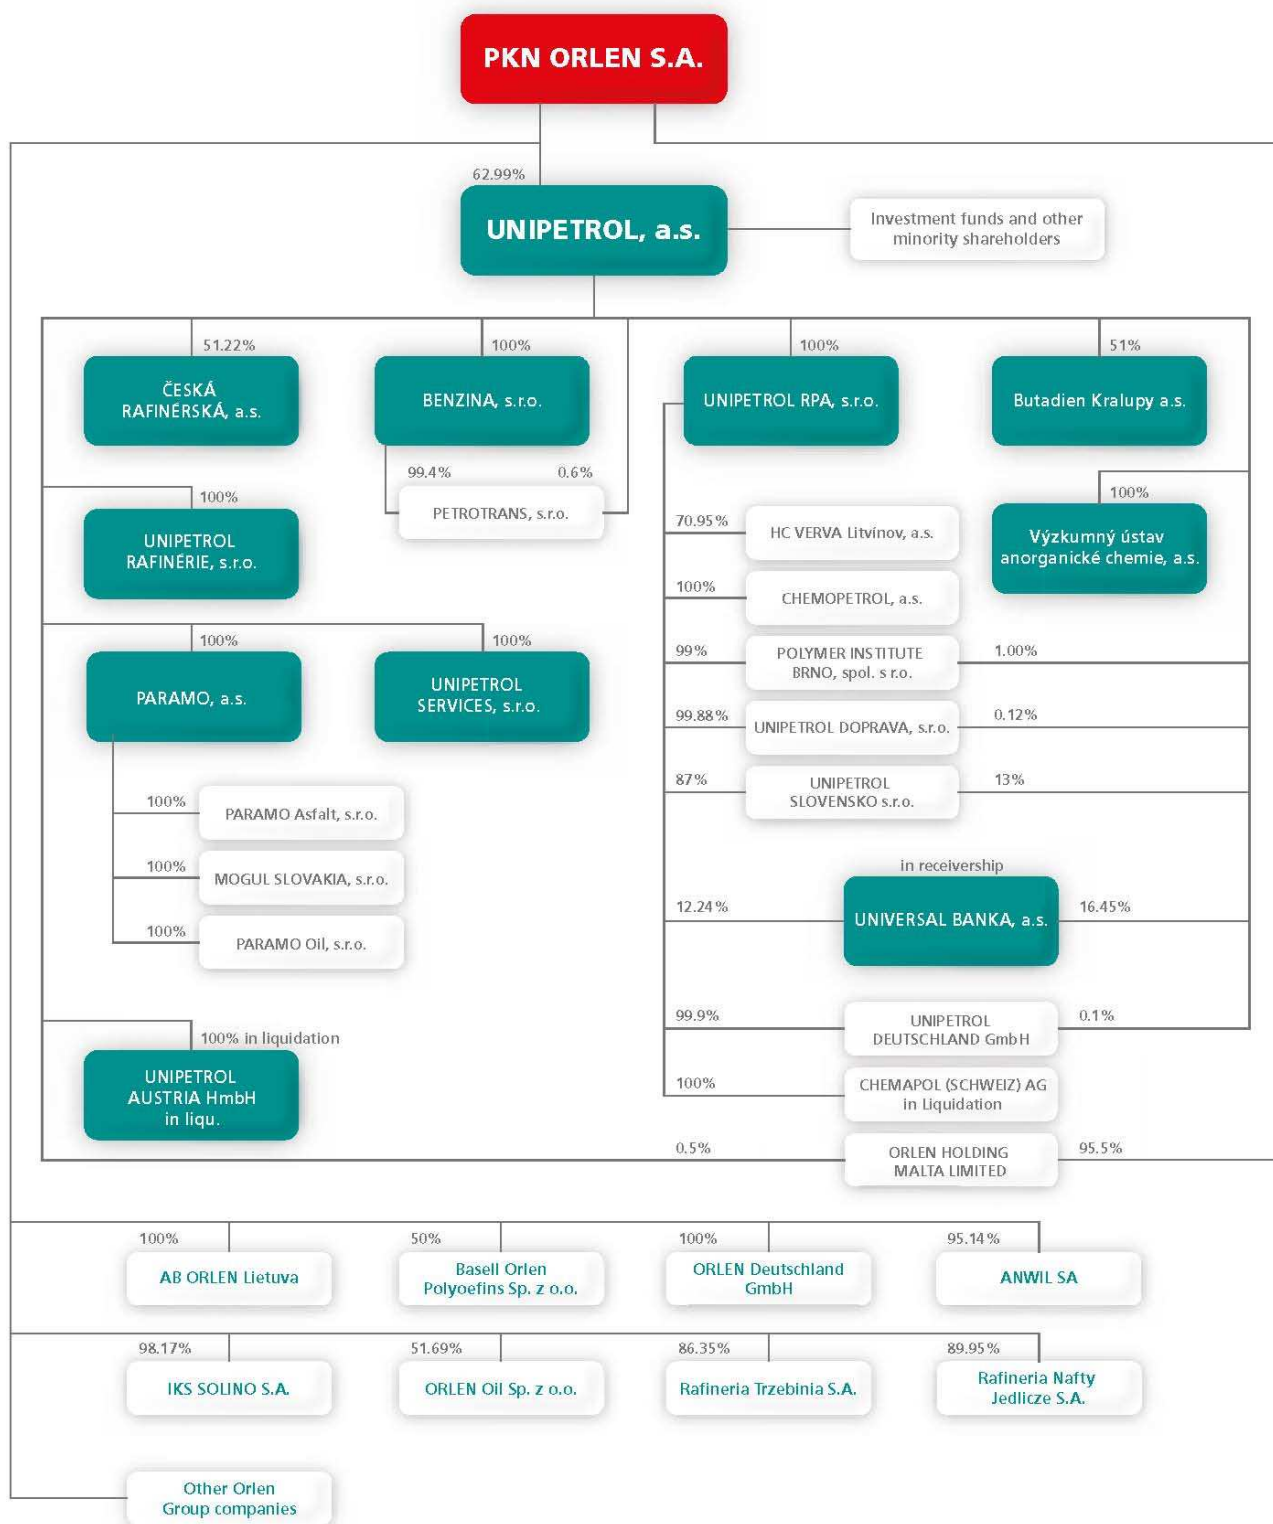 PKN ORLEN S.A.
62.99%
UNIPETROL, a.s.
Investment funds and other
minority shareholders
51.22%
ČESKÁ
RAFINÉRSKÁ, a.s.
100%
BENZINA, s.r.o.
100%
UNIPETROL RPA, s.r.o.
51%
Butadien Kralupy a.s.
99.4%
0.6%
PETROTRANS, s.r.o.
100%
UNIPETROL
RAFINÉRIE, s.r.o.
100%
Výzkumný ústav
anorganické chemie, a.s.
70.95%
HC VERVA Litvínov, a.s.
100%
CHEMOPETROL, a.s.
100%
PARAMO, a.s.
100%
UNIPETROL
SERVICES, s.r.o.
99%
POLYMER INSTITUTE
BRNO, spol. s r.o.
1.00%
99.88%
UNIPETROL DOPRAVA, s.r.o.
0.12%
87%
UNIPETROL
SLOVENSKO s.r.o.
13%
100%
PARAMO Asfalt, s.r.o.
100%
MOGUL SLOVAKIA, s.r.o.
100%
PARAMO Oil, s.r.o.
in receivership
12.24%
UNIVERSAL BANKA, a.s.
16.45%
99.9%
UNIPETROL
DEUTSCHLAND GmbH
0.1%
100% in liquidation
UNIPETROL
AUSTRIA HmbH
in liqu.
100%
CHEMAPOL (SCHWEIZ) AG
in Liquidation
0.5%
ORLEN HOLDING
MALTA LIMITED
95.5%
100%
AB ORLEN Lietuva
50%
Basell Orlen
Polyoefins Sp. z o.o.
100%
ORLEN Deutschland
GmbH
95.14%
ANWIL SA
98.17%
IKS SOLINO S.A.
51.69%
ORLEN Oil Sp. z o.o.
86.35%
Rafineria Trzebinia S.A.
89.95%
Rafineria Nafty
Jedlicze S.A.
Other Orlen
Group companies